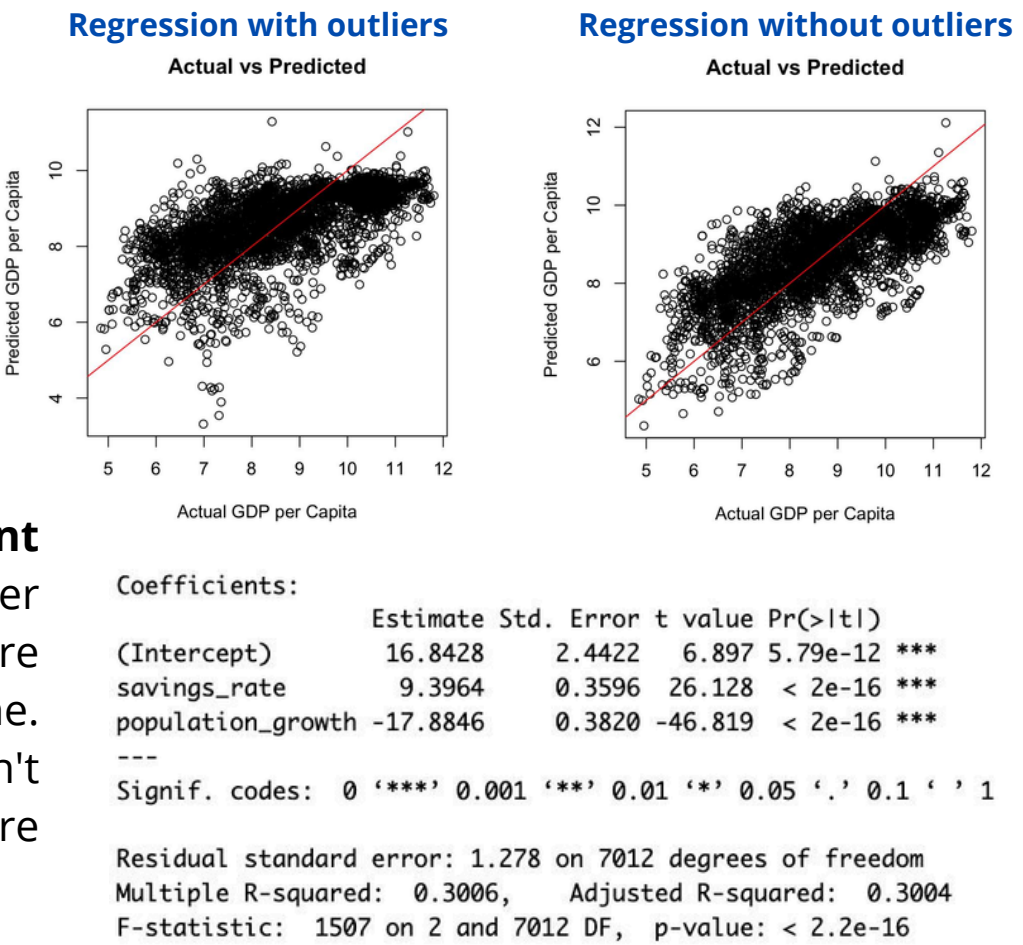 Regression with outliers
Regression without outliers
Actual vs Predicted
Actual vs Predicted
Predicted GDP per Capita
4 6 8 10
5 6 7 8 9 10 11 12
Actual GDP per Capita
Predicted GDP per Capita
6 8 10 12
5 6 7 8 9 10 11 12
Actual GDP per Capita
nt
er
re
ne.
n't
re
Coefficients:
Estimate Std. Error t value Pr(>|t|)
(Intercept) 16.8428 2.4422 6.897 5.79e-12 ***
savings_rate 9.3964 0.3596 26.128 < 2e-16 ***
population_growth -17.8846 0.3820 -46.819 < 2e-16 ***
---
Signif. codes: 0 ‘***’ 0.001 ‘**’ 0.01 ‘*’ 0.05 ‘.’ 0.1 ‘ ’ 1
Residual standard error: 1.278 on 7012 degrees of freedom
Multiple R-squared: 0.3006, Adjusted R-squared: 0.3004
F-statistic: 1507 on 2 and 7012 DF, p-value: < 2.2e-16